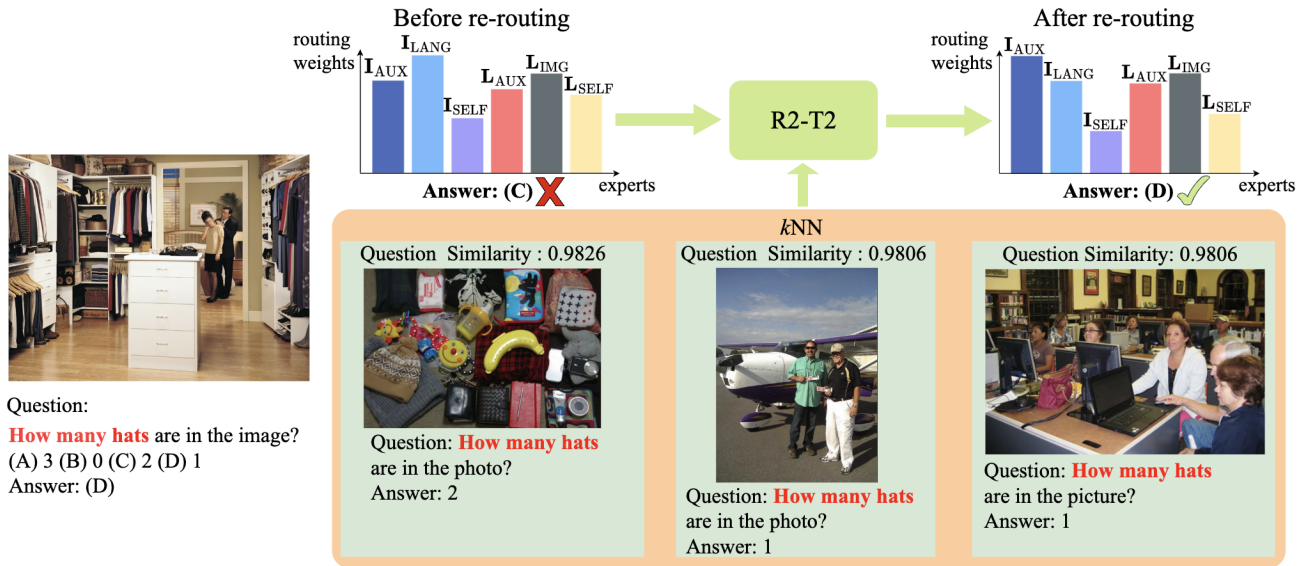 Before re-routing
routing
weights
I_AUX
I_LANG
I_SELF
L_AUX
L_IMG
L_SELF
experts
Answer: (C)
R2-T2
After re-routing
routing
weights
I_AUX
I_LANG
I_SELF
L_AUX
L_IMG
L_SELF
experts
Answer: (D)
Question:
How many hats are in the image?
(A) 3 (B) 0 (C) 2 (D) 1
Answer: (D)
kNN
Question Similarity : 0.9826
Question: How many hats
are in the photo?
Answer: 2
Question Similarity : 0.9806
Question: How many hats
are in the photo?
Answer: 1
Question Similarity: 0.9806
Question: How many hats
are in the picture?
Answer: 1